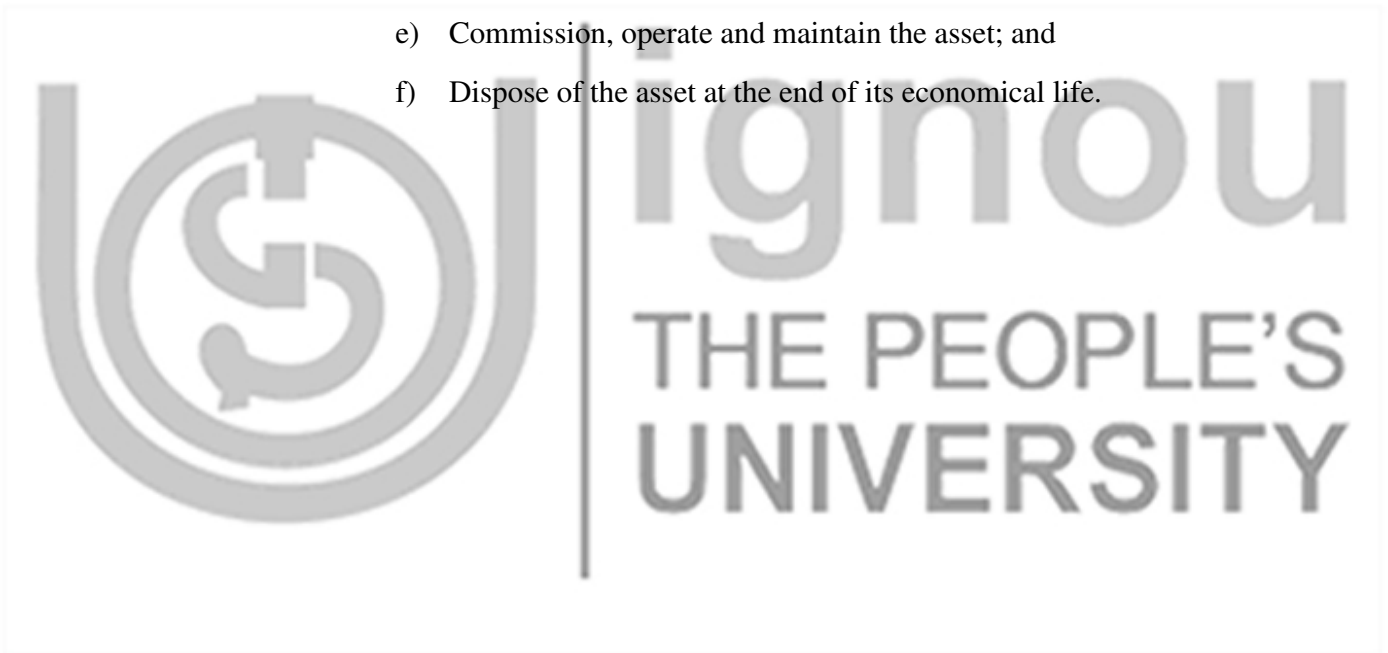 e) Commission, operate and maintain the asset; and
f) Dispose of the asset at the end of its economical life.
ignou
THE PEOPLE'S
UNIVERSITY